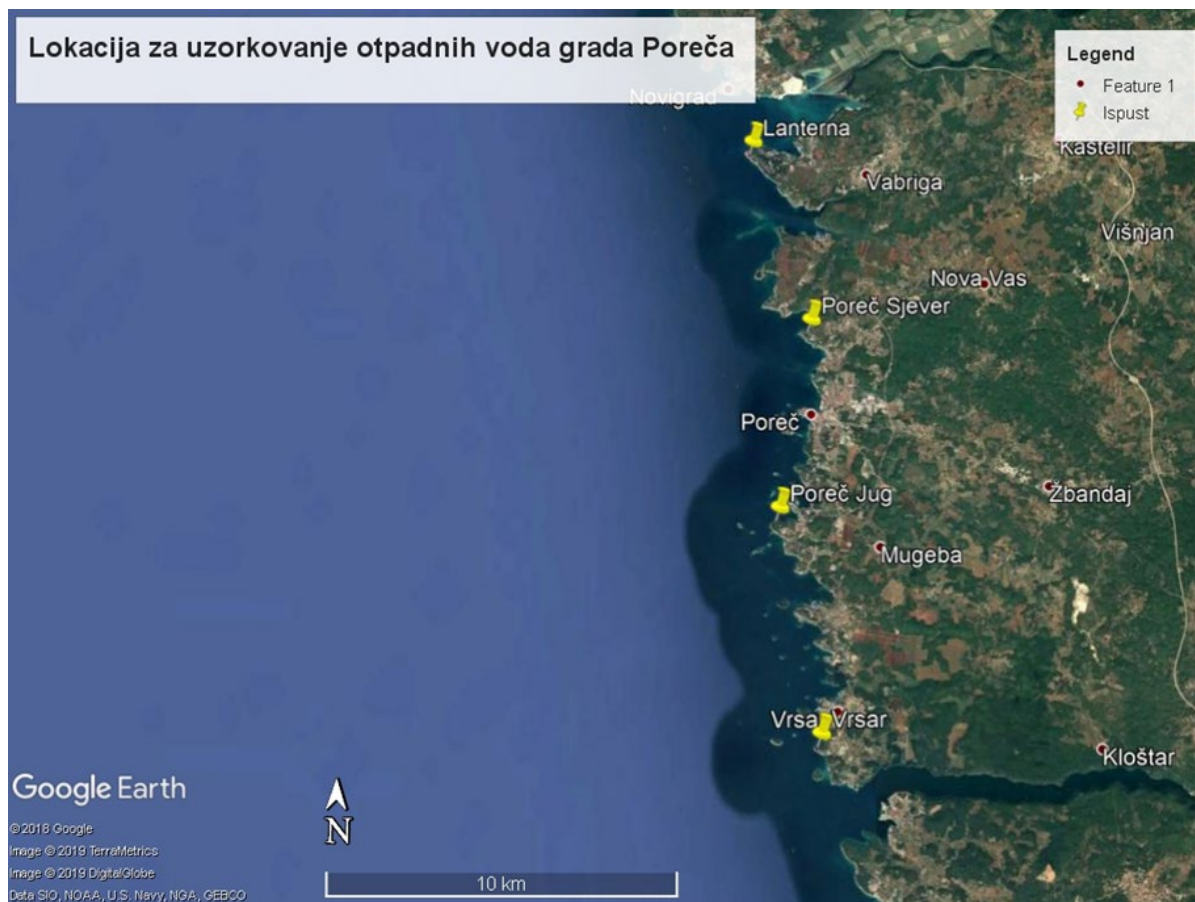 Lokacija za uzorkovanje otpadnih voda grada Poreča
Legend
Feature 1
Ispust
Novigrad
Lanterna
Kaštelir
Vabriga
Višnjan
Nova Vas
Poreč Sjever
Poreč
Poreč Jug
Žbandaj
Mugeba
Vrsa Vrsar
Kloštar
Google Earth
N
©2018 Google
Image © 2019 TerraMetrics
Image © 2019 DigitalGlobe
Data SIO, NOAA, U.S. Navy, NGA, GEBCO
10 km